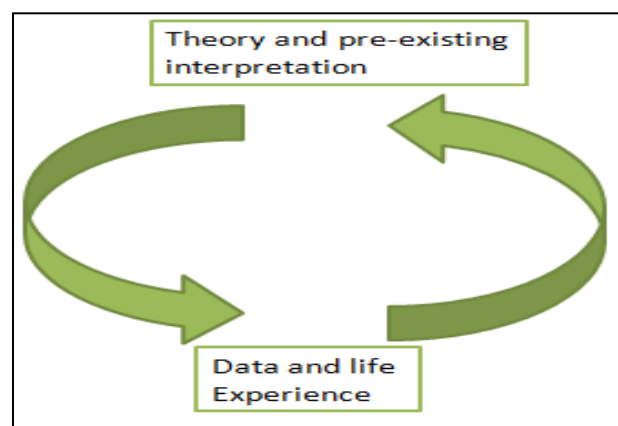 Theory and pre-existing
interpretation
Data and life
Experience